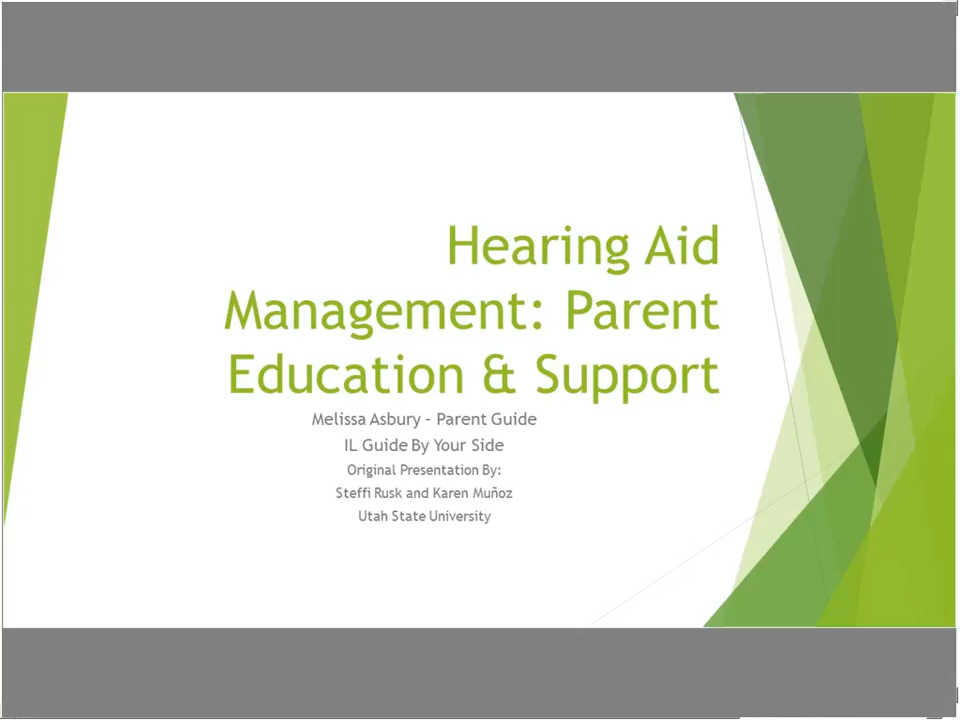 Hearing Aid
Management: Parent
Education & Support
Melissa Asbury – Parent Guide
IL Guide By Your Side
Original Presentation By:
Steffi Rusk and Karen Muñoz
Utah State University